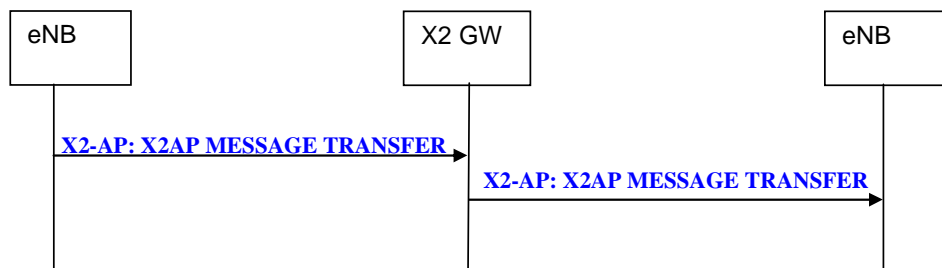 eNB
X2 GW
eNB
X2-AP: X2AP MESSAGE TRANSFER
X2-AP: X2AP MESSAGE TRANSFER